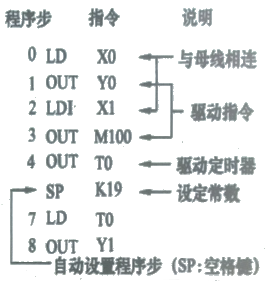 程序步 指令 说明
0 LD X0 与母线相连
1 OUT Y0
2 LDI X1 驱动指令
3 OUT M100
4 OUT T0 驱动定时器
SP K19 设定常数
7 LD T0
8 OUT Y1
自动设置程序步（SP:空格键）